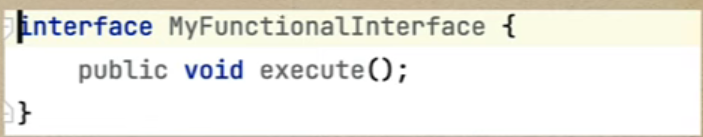 interface MyFunctionalInterface {
    public void execute();
}